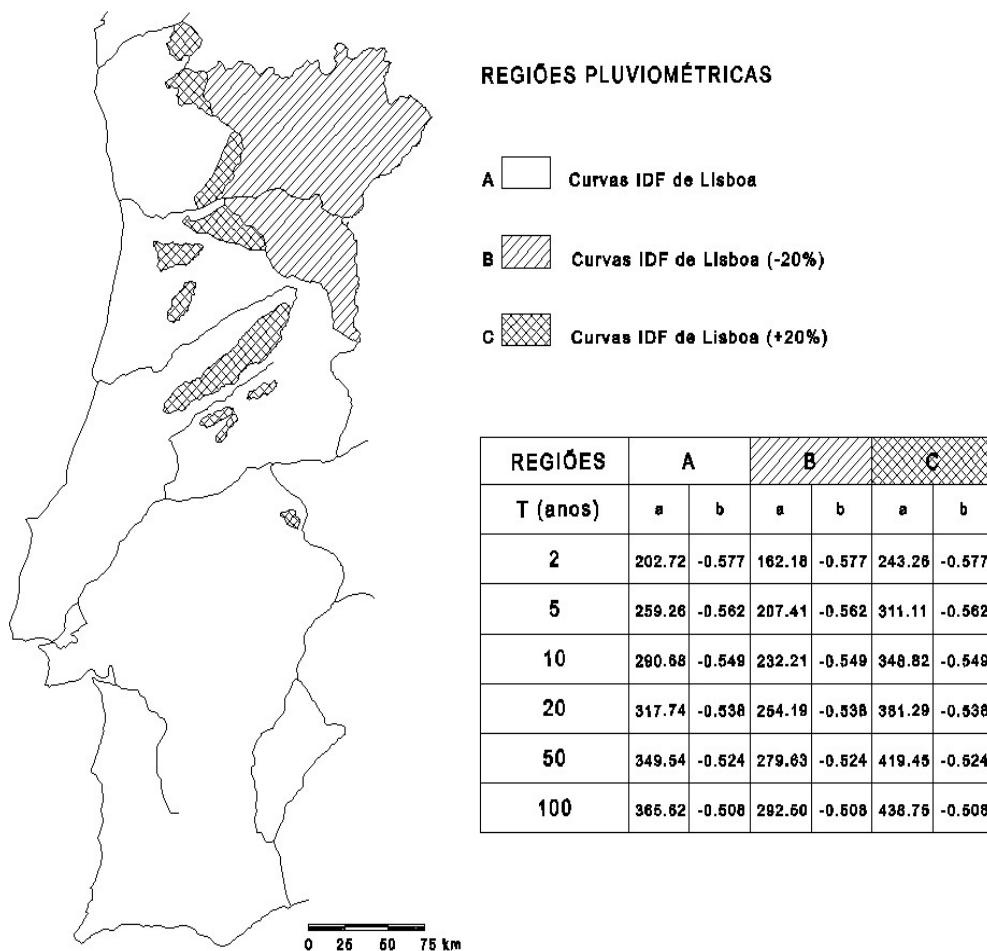 REGIÕES PLUVIOMÉTRICAS
A Curvas IDF de Lisboa
B Curvas IDF de Lisboa (-20%)
C Curvas IDF de Lisboa (+20%)
REGIÕES A B C
T (anos) a b a b a b
2 202.72 -0.577 162.18 -0.577 243.26 -0.577
5 259.26 -0.562 207.41 -0.562 311.11 -0.562
10 290.68 -0.549 232.21 -0.549 348.82 -0.549
20 317.74 -0.538 254.19 -0.538 381.29 -0.538
50 349.54 -0.524 279.63 -0.524 419.45 -0.524
100 365.62 -0.508 292.50 -0.508 438.75 -0.508
0 25 50 75 km